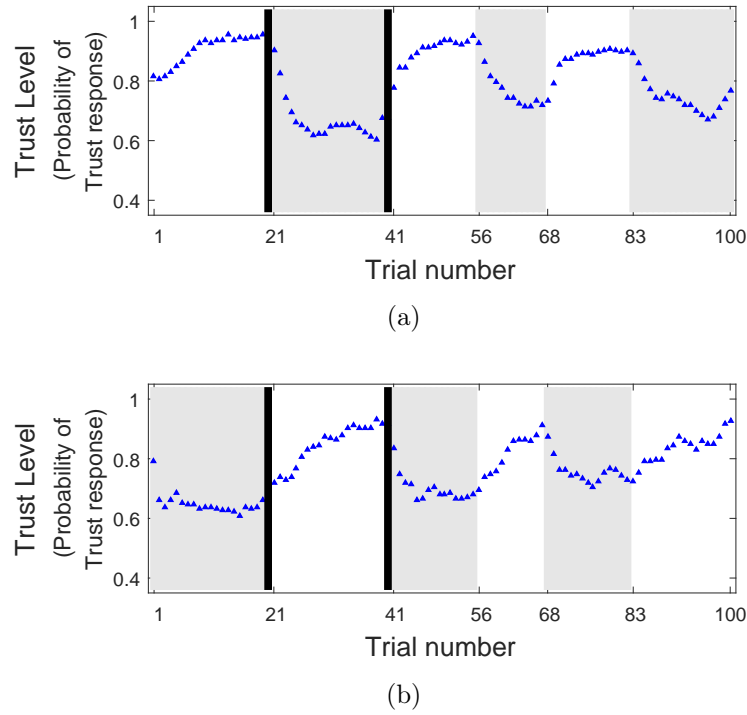 Trust Level
(Probability of
Trust response)
1
0.8
0.6
0.4
1
21
41
56
68
83
100
Trial number
(a)
Trust Level
(Probability of
Trust response)
1
0.8
0.6
0.4
1
21
41
56
68
83
100
Trial number
(b)